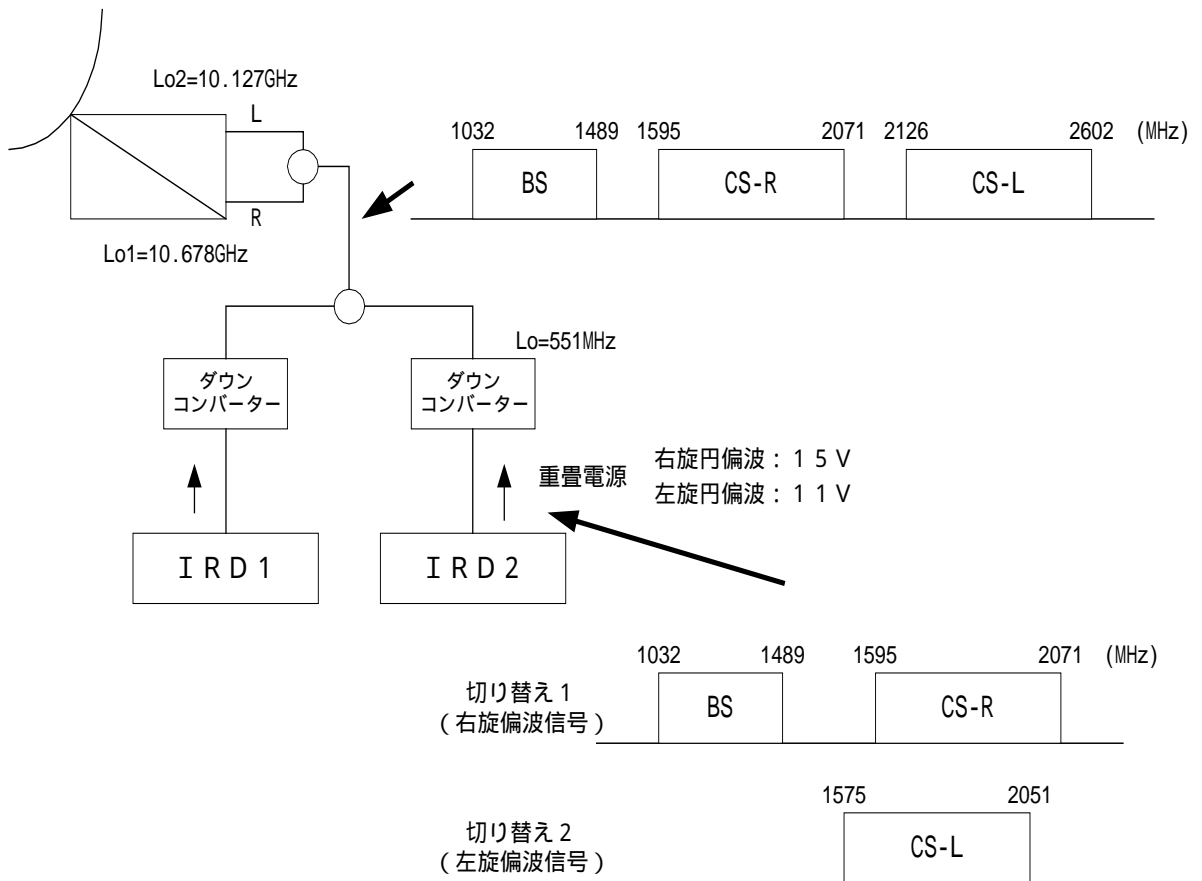 Lo2=10.127GHz
L
R
Lo1=10.678GHz
1032 1489 1595 2071 2126 2602 (MHz)
BS CS-R CS-L
Lo=551MHz
ダウン
コンバーター
ダウン
コンバーター
重畳電源
右旋円偏波：１５Ｖ
左旋円偏波：１１Ｖ
ＩＲＤ１
ＩＲＤ２
1032 1489 1595 2071 (MHz)
切り替え１
（右旋偏波信号）
BS CS-R
1575 2051
切り替え２
（左旋偏波信号）
CS-L